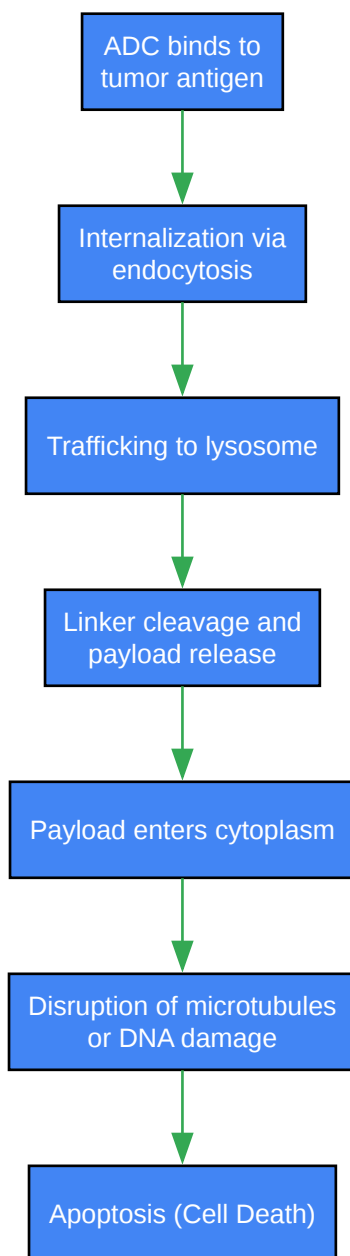 ADC binds to
tumor antigen
Internalization via
endocytosis
Trafficking to lysosome
Linker cleavage and
payload release
Payload enters cytoplasm
Disruption of microtubules
or DNA damage
Apoptosis (Cell Death)